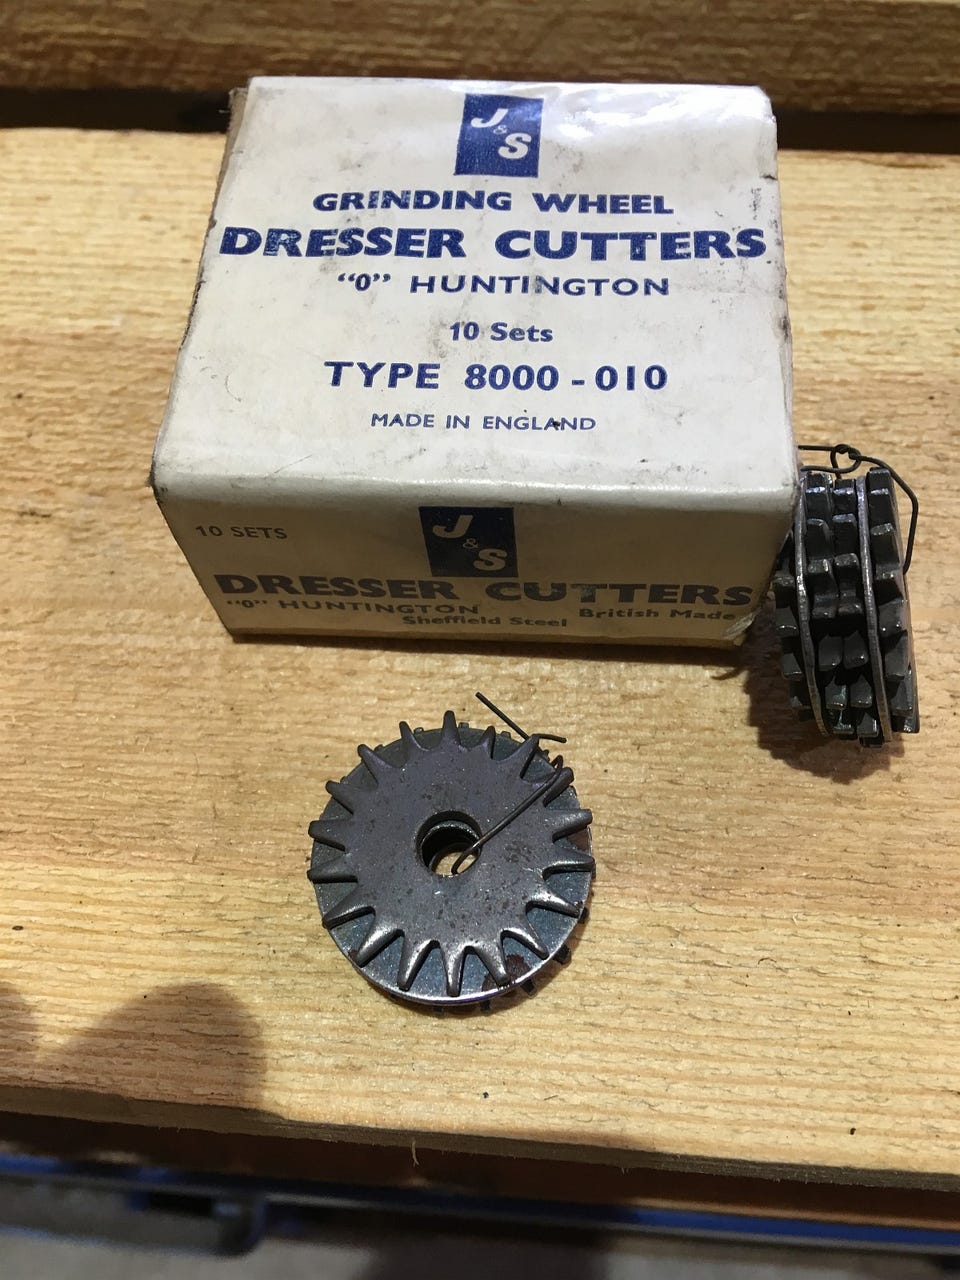 J & S
GRINDING WHEEL
DRESSER CUTTERS
"0" HUNTINGTON
10 Sets
TYPE 8000-010
MADE IN ENGLAND
10 SETS
J & S
DRESSER CUTTERS
"0" HUNTINGTON
Sheffield Steel
British Made